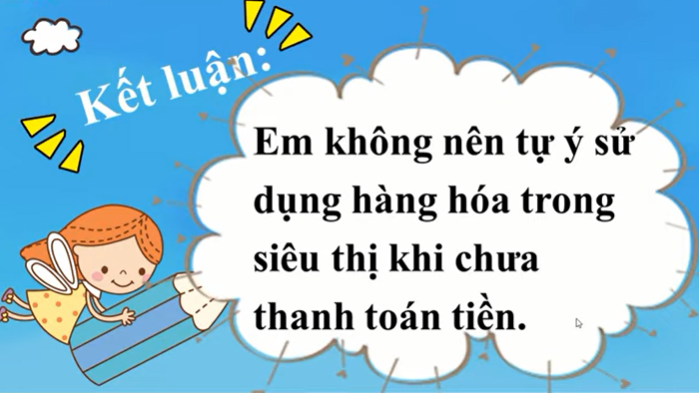 Kết luận:
Em không nên tự ý sử
dụng hàng hóa trong
siêu thị khi chưa
thanh toán tiền.